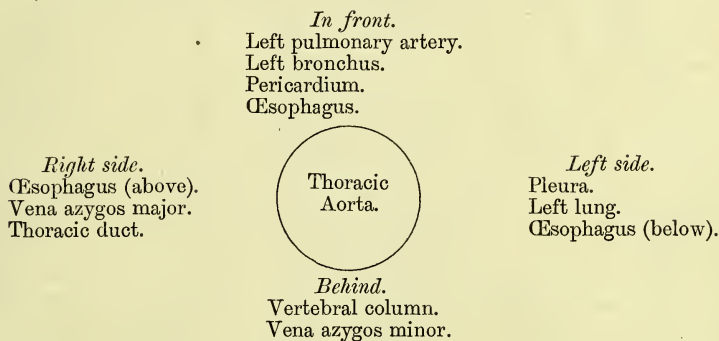 In front.
Left pulmonary artery.
Left bronchus.
Pericardium.
Œsophagus.
Right side.
Œsophagus (above).
Vena azygos major.
Thoracic duct.
Thoracic
Aorta.
Left side.
Pleura.
Left lung.
Œsophagus (below).
Behind.
Vertebral column.
Vena azygos minor.